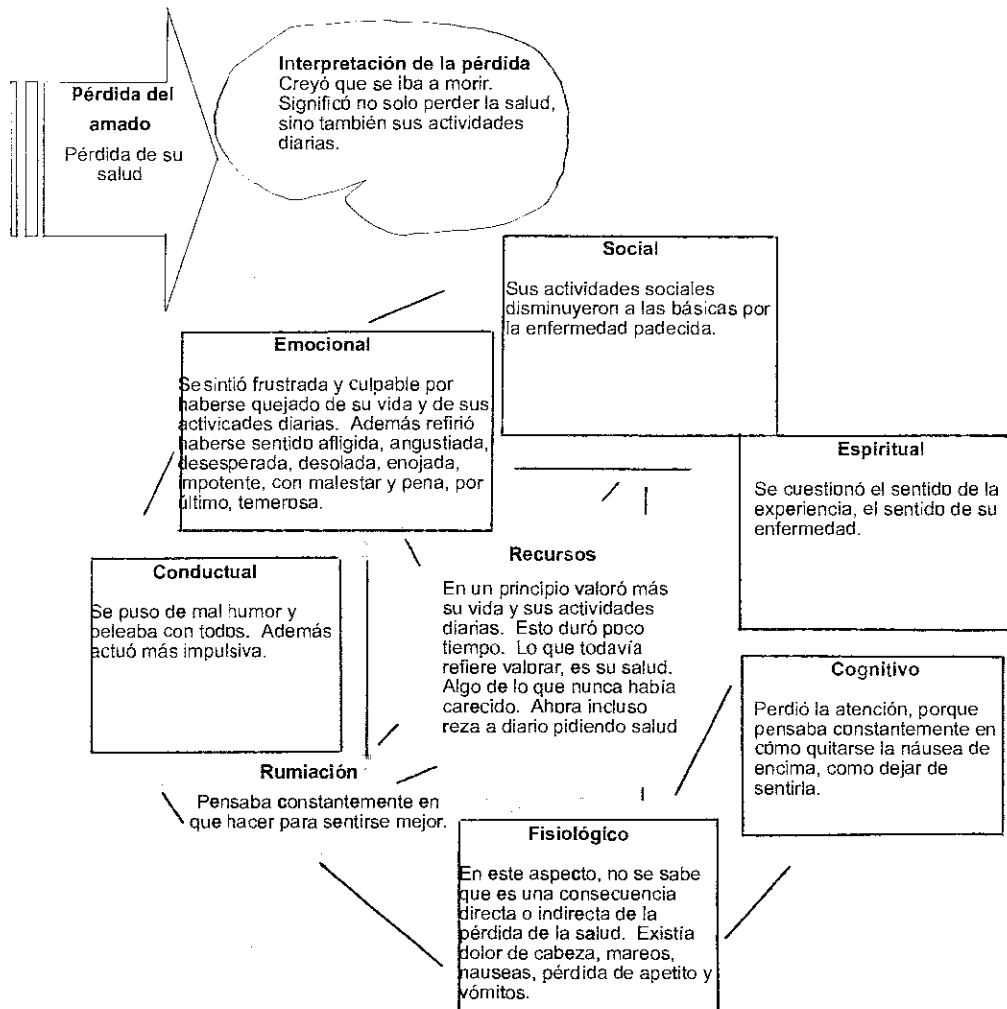 Pérdida del
amado
Pérdida de su
salud
Interpretación de la pérdida
Creyó que se iba a morir.
Significó no solo perder la salud,
sino también sus actividades
diarias.
Social
Sus actividades sociales
disminuyeron a las básicas por
la enfermedad padecida.
Emocional
Se sintió frustrada y culpable por
haberse quejado de su vida y de sus
activicades diarias. Además refirió
haberse sentido afligida, angustiada,
desesperada, desolada, enojada,
impotente, con malestar y pena, por
último, temerosa.
Espiritual
Se cuestionó el sentido de la
experiencia, el sentido de su
enfermedad.
Conductual
Se puso de mal humor y
peleaba con todos. Además
actuó más impulsiva.
Recursos
En un principio valoró más
su vida y sus actividades
diarias. Esto duró poco
tiempo. Lo que todavía
refiere valorar, es su salud.
Algo de lo que nunca había
carecido. Ahora incluso
reza a diario pidiendo salud
Cognitivo
Perdió la atención, porque
pensaba constantemente en
cómo quitarse la náusea de
encima, como dejar de
sentirla.
Rumiación
Pensaba constantemente en
que hacer para sentirse mejor.
Fisiológico
En este aspecto, no se sabe
que es una consecuencia
directa o indirecta de la
pérdida de la salud. Existía
dolor de cabeza, mareos,
nauseas, pérdida de apetito y
vómitos.